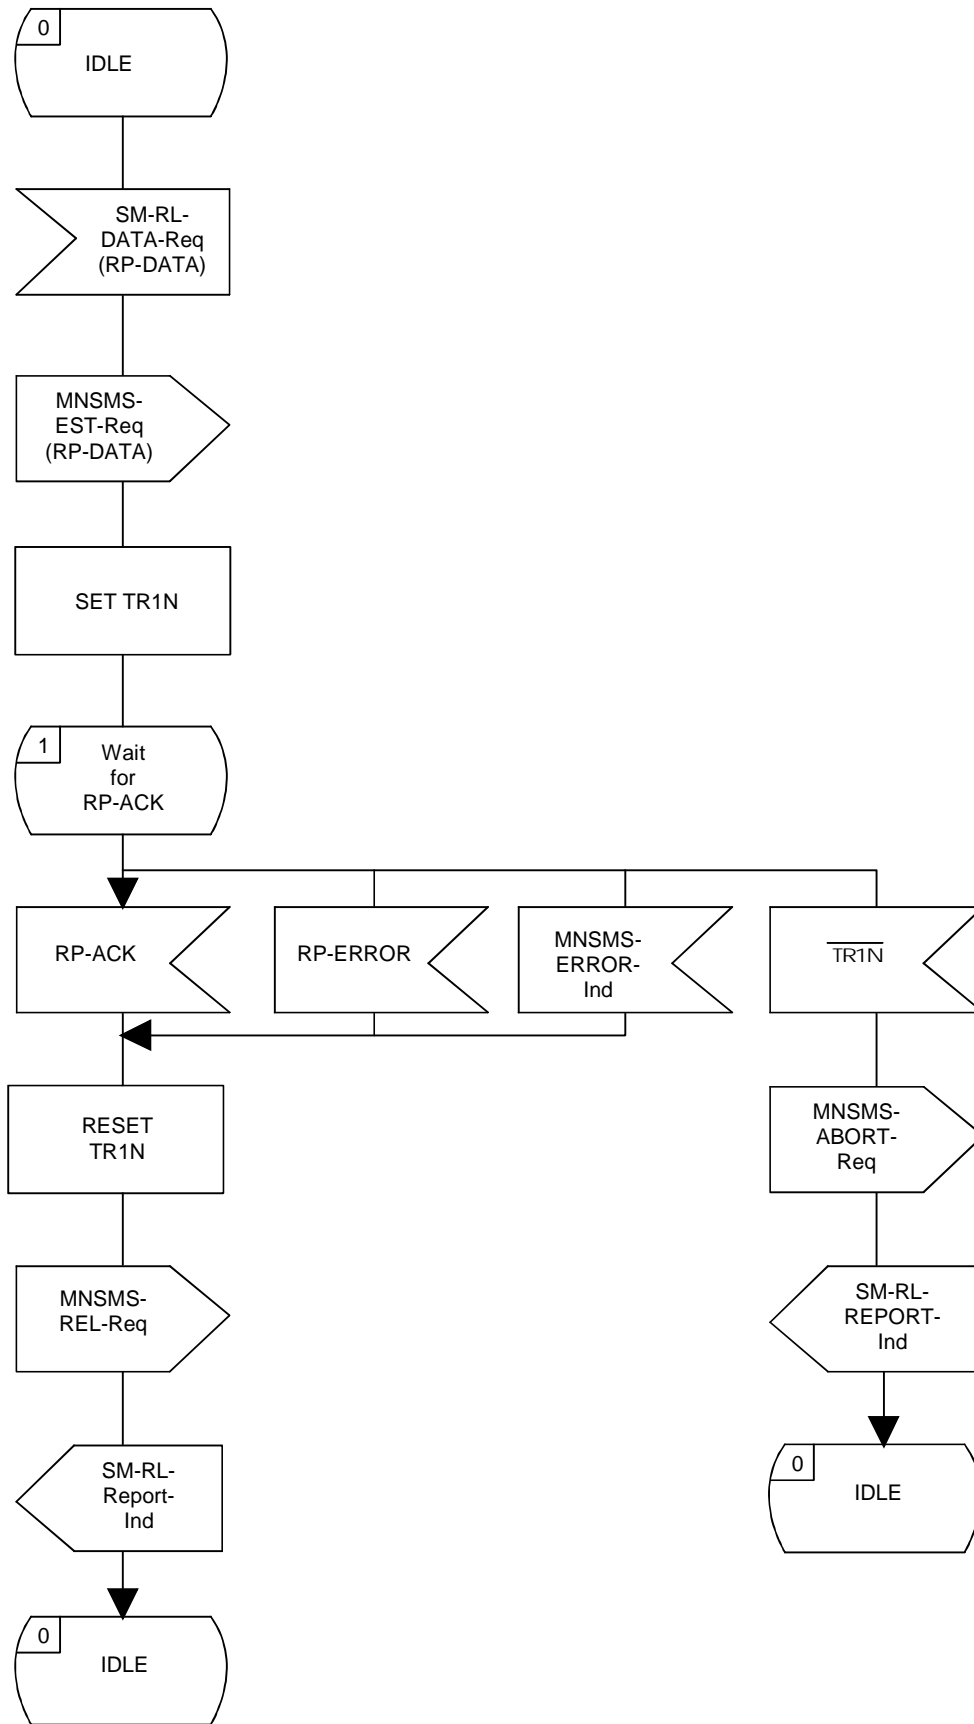 0
IDLE
SM-RL-
DATA-Req
(RP-DATA)
MNSMS-
EST-Req
(RP-DATA)
SET TR1N
1
Wait
for
RP-ACK
RP-ACK
RP-ERROR
MNSMS-
ERROR-
Ind
TR1N
RESET
TR1N
MNSMS-
ABORT-
Req
MNSMS-
REL-Req
SM-RL-
REPORT-
Ind
SM-RL-
Report-
Ind
0
IDLE
0
IDLE